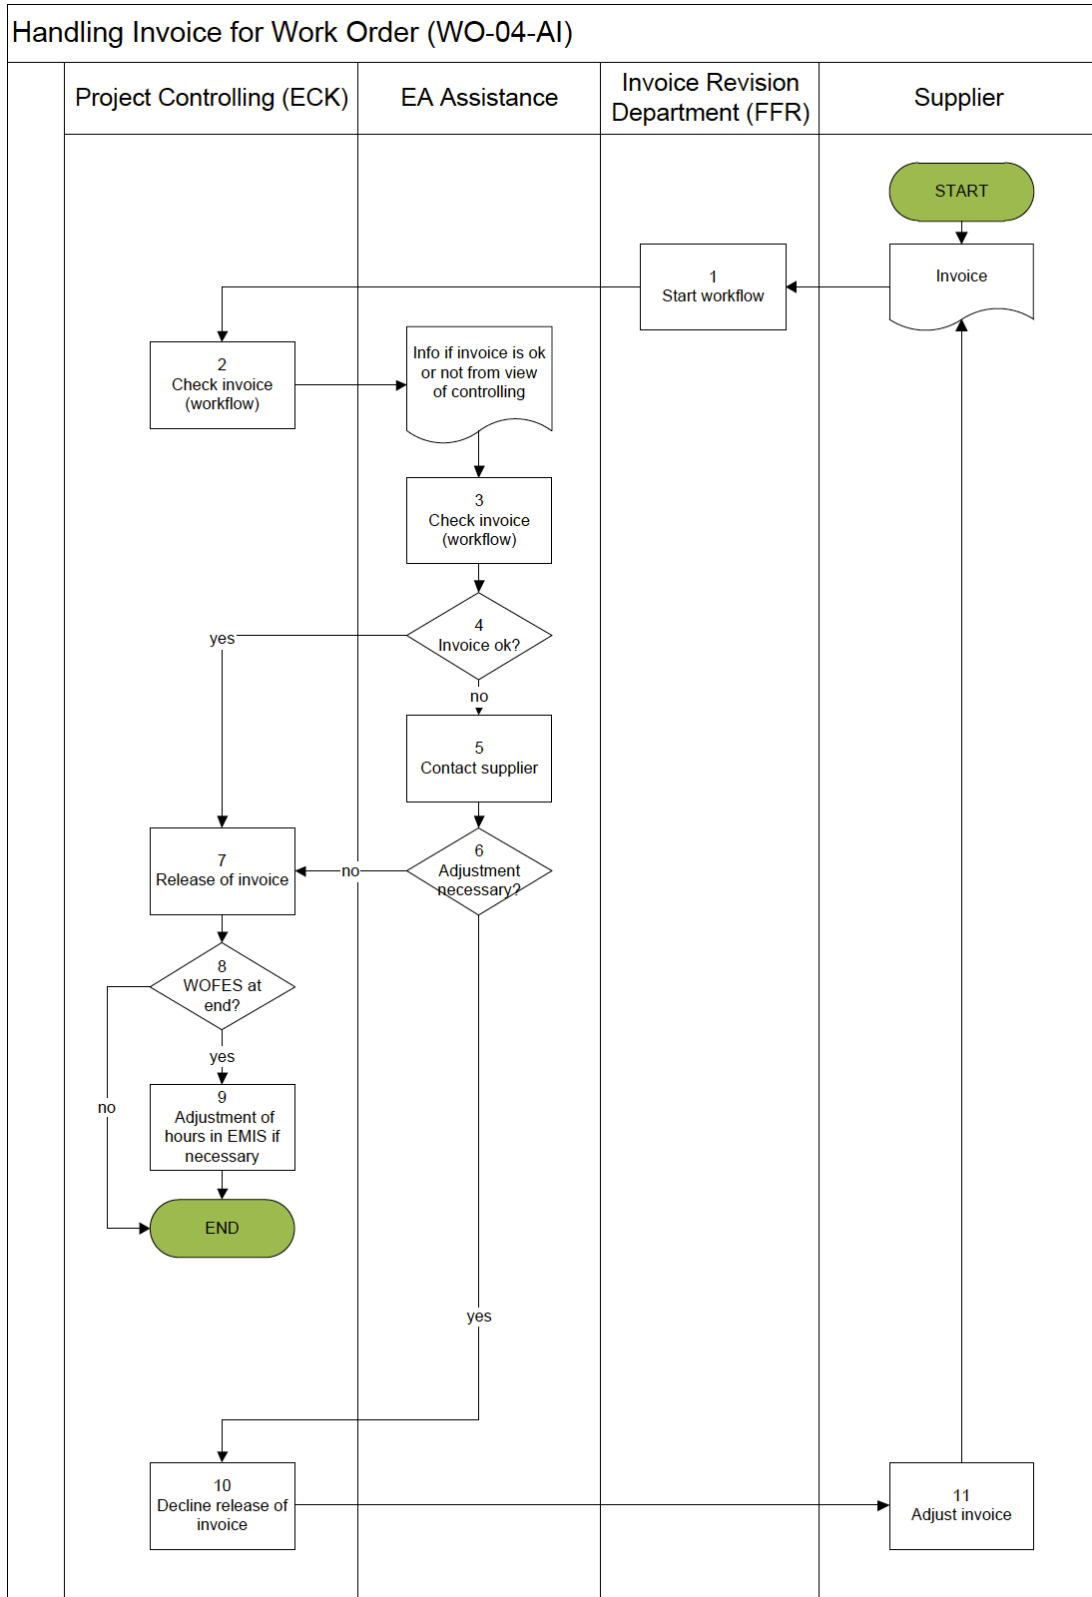 Handling Invoice for Work Order (WO-04-AI)
Project Controlling (ECK)
EA Assistance
Invoice Revision
Department (FFR)
Supplier
START
Invoice
1
Start workflow
2
Check invoice
(workflow)
Info if invoice is ok
or not from view
of controlling
3
Check invoice
(workflow)
4
Invoice ok?
yes
no
5
Contact supplier
6
Adjustment
necessary?
no
7
Release of invoice
8
WOFES at
end?
yes
no
9
Adjustment of
hours in EMIS if
necessary
END
yes
10
Decline release of
invoice
11
Adjust invoice